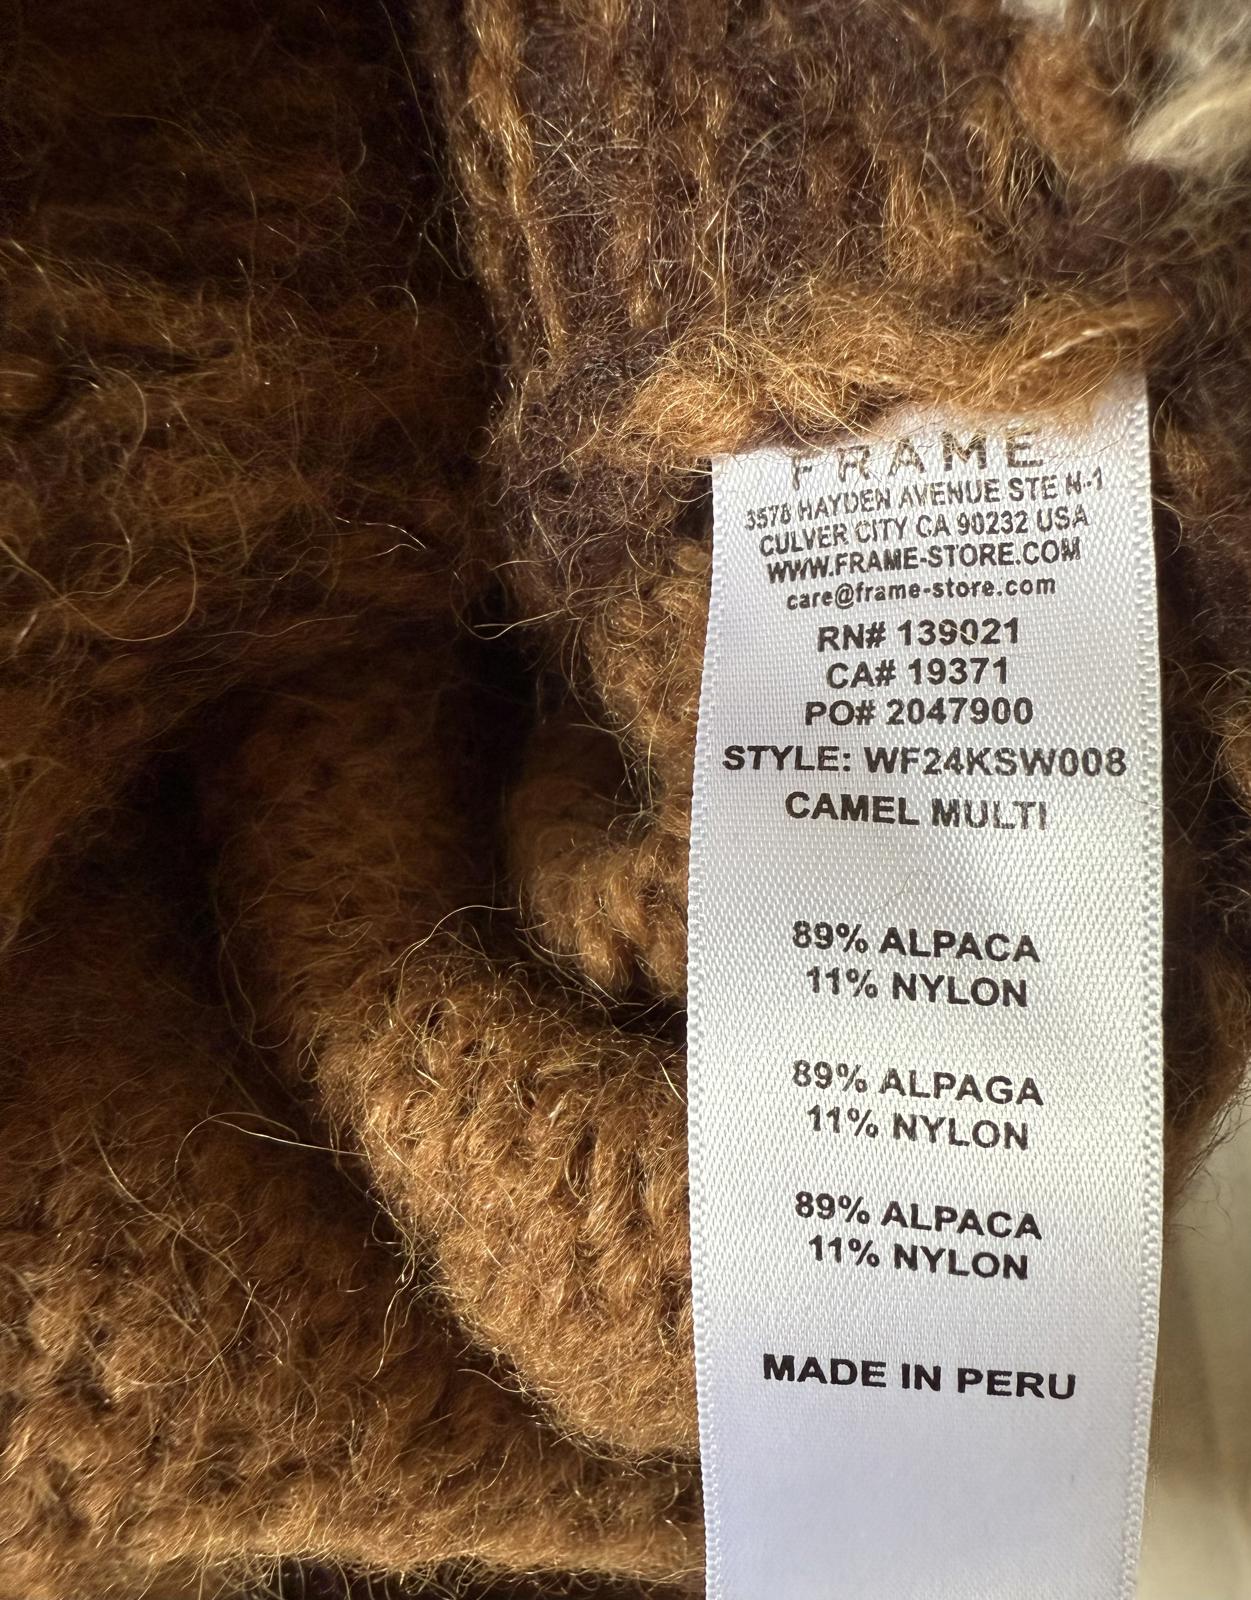 FRAME
3578 HAYDEN AVENUE STE N-1
CULVER CITY CA 90232 USA
WWW.FRAME-STORE.COM
care@frame-store.com
RN# 139021
CA# 19371
PO# 2047900
STYLE: WF24KSW008
CAMEL MULTI
89% ALPACA
11% NYLON
89% ALPAGA
11% NYLON
89% ALPACA
11% NYLON
MADE IN PERU